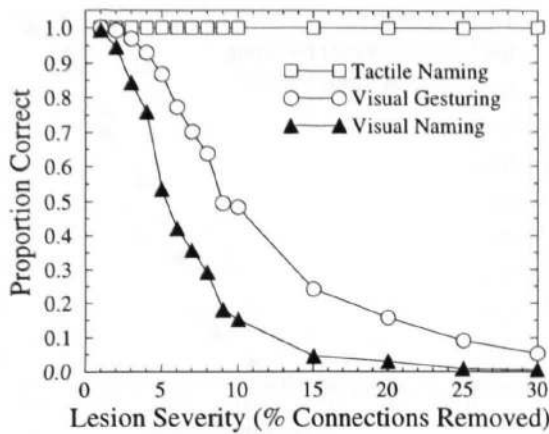 1.0
0.9
0.8
0.7
0.6
0.5
0.4
0.3
0.2
0.1
0.0
Proportion Correct
Tactile Naming
Visual Gesturing
Visual Naming
0 5 10 15 20 25 30
Lesion Severity (% Connections Removed)